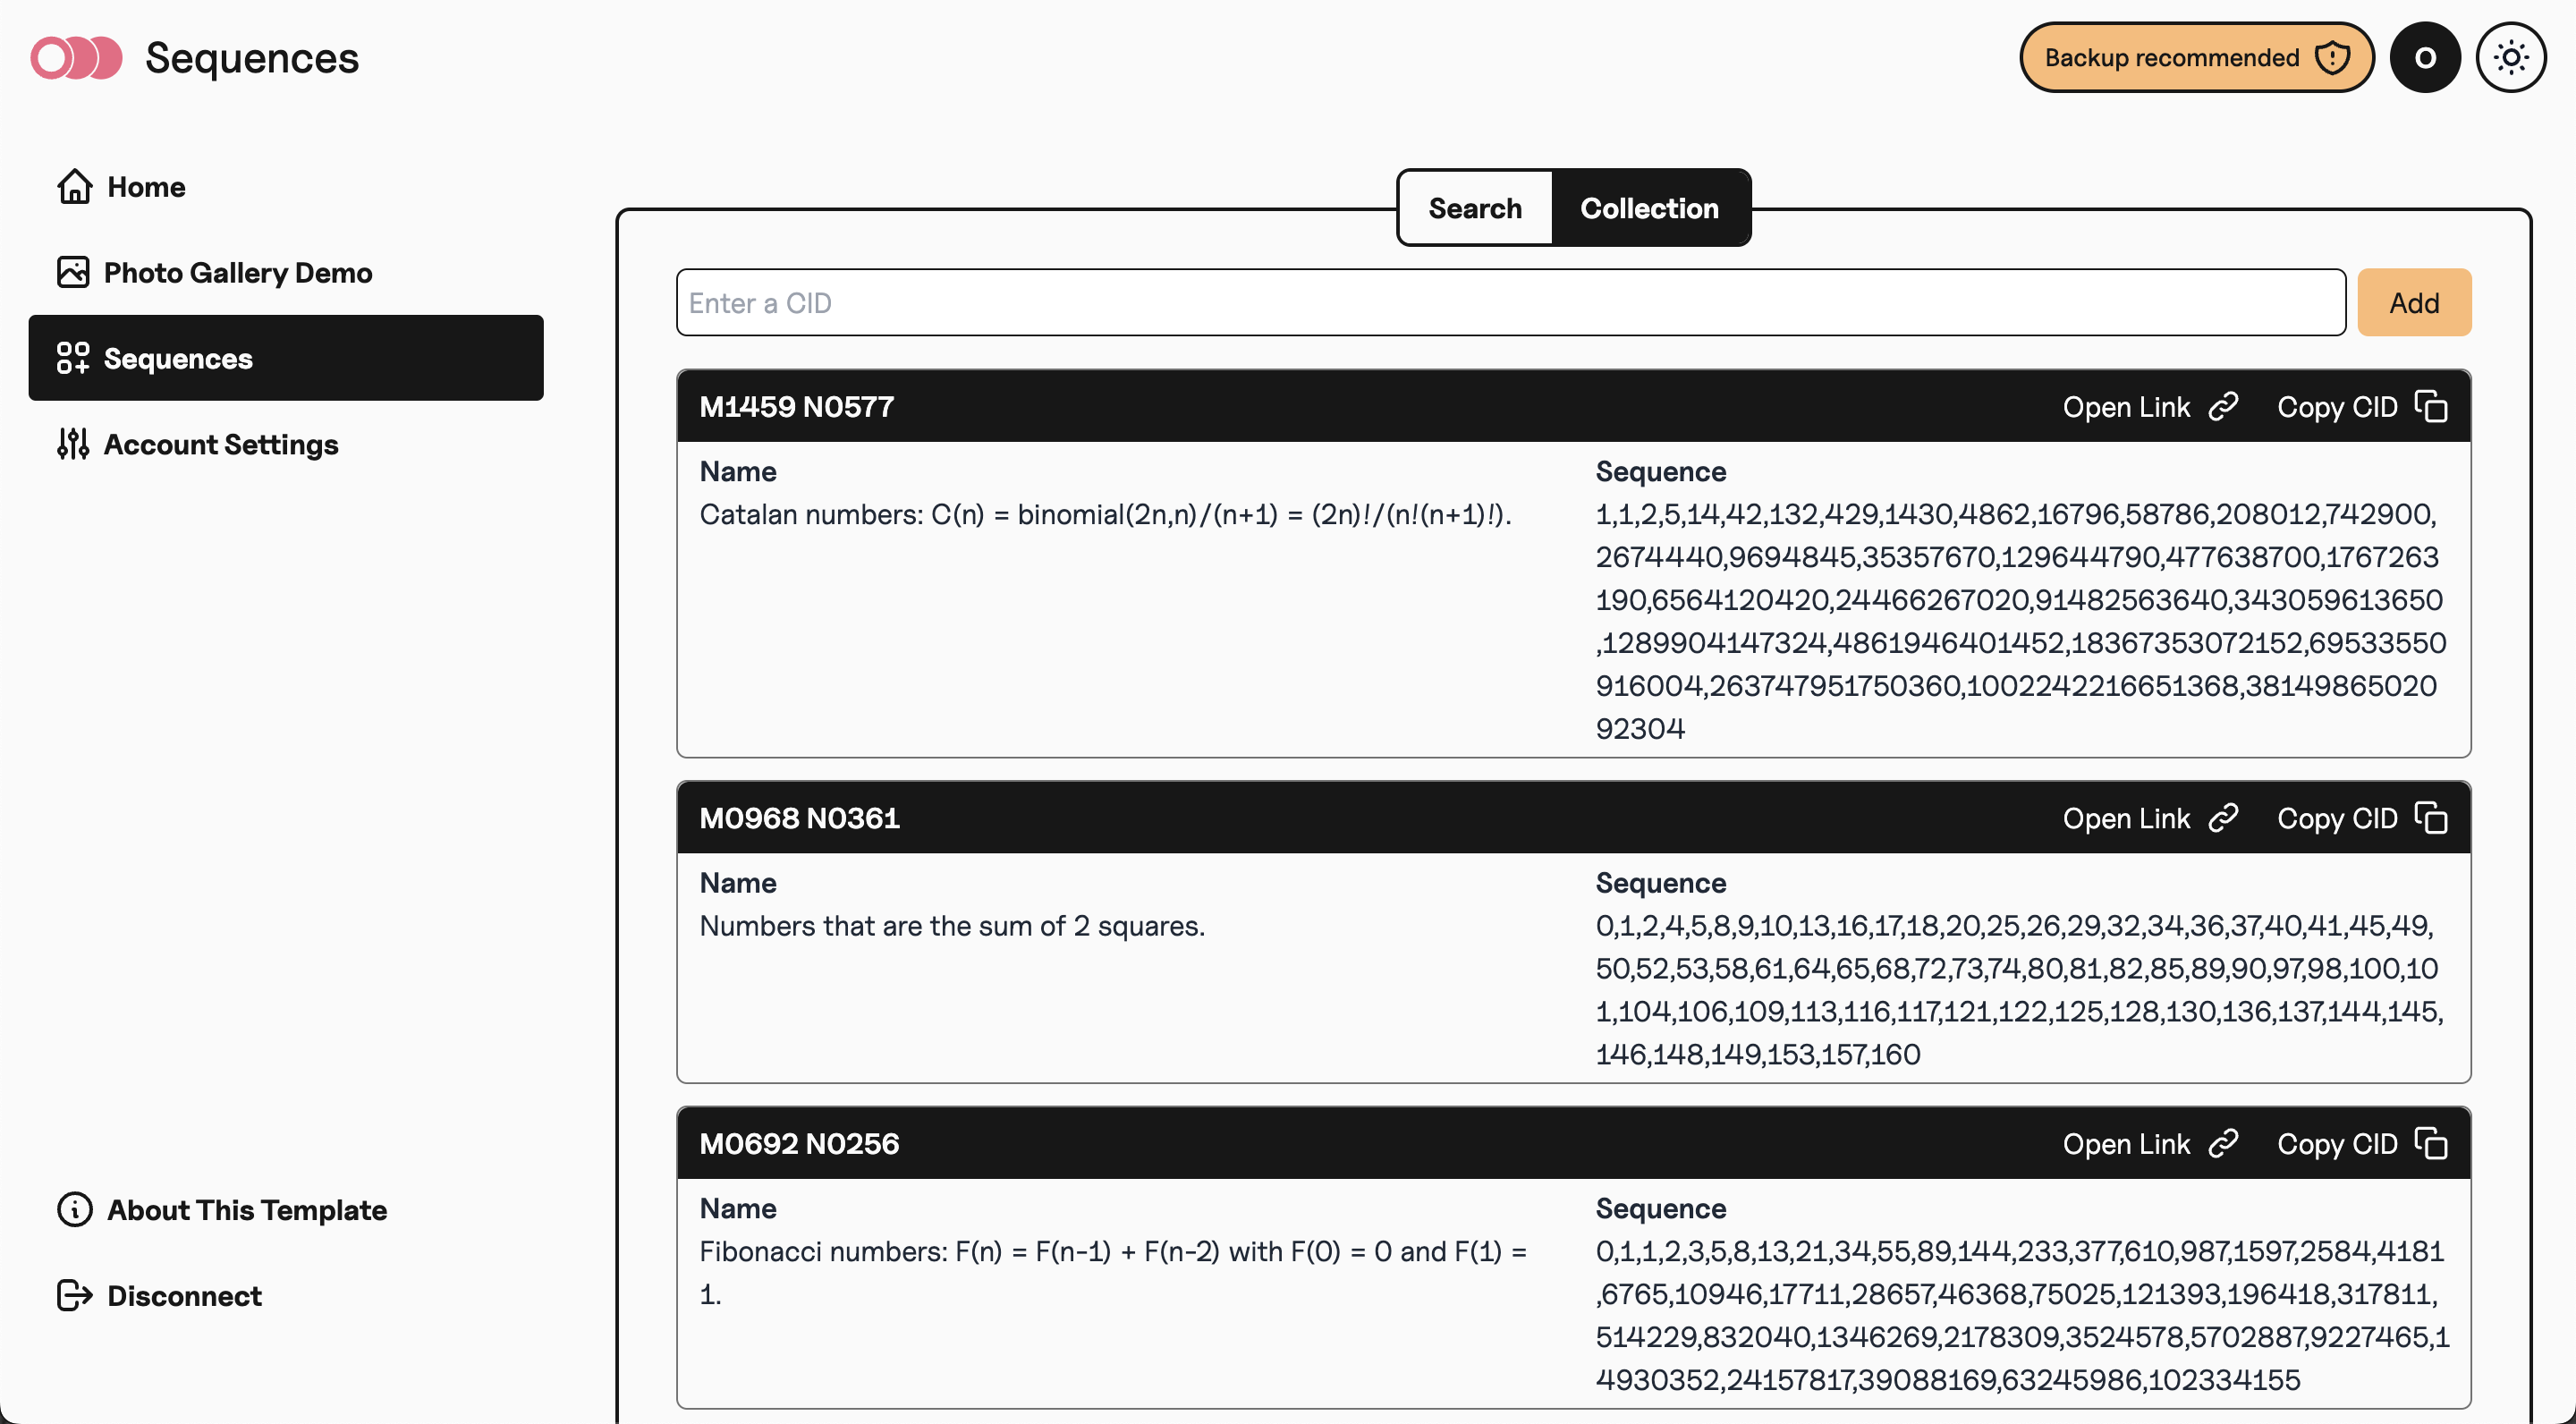 Sequences
Backup recommended
O
Home
Photo Gallery Demo
Sequences
Account Settings
About This Template
Disconnect
Search
Collection
Enter a CID
Add
M1459 N0577
Open Link
Copy CID
Name
Catalan numbers: C(n) = binomial(2n,n)/(n+1) = (2n)!/(n!(n+1)!).
Sequence
1,1,2,5,14,42,132,429,1430,4862,16796,58786,208012,742900,
2674440,9694845,35357670,129644790,477638700,1767263
190,6564120420,24466267020,91482563640,343059613650
,1289904147324,4861946401452,18367353072152,69533550
916004,263747951750360,1002242216651368,38149865020
92304
M0968 N0361
Open Link
Copy CID
Name
Numbers that are the sum of 2 squares.
Sequence
0,1,2,4,5,8,9,10,13,16,17,18,20,25,26,29,32,34,36,37,40,41,45,49,
50,52,53,58,61,64,65,68,72,73,74,80,81,82,85,89,90,97,98,100,10
1,104,106,109,113,116,117,121,122,125,128,130,136,137,144,145,
146,148,149,153,157,160
M0692 N0256
Open Link
Copy CID
Name
Fibonacci numbers: F(n) = F(n-1) + F(n-2) with F(0) = 0 and F(1) =
1.
Sequence
0,1,1,2,3,5,8,13,21,34,55,89,144,233,377,610,987,1597,2584,4181
,6765,10946,17711,28657,46368,75025,121393,196418,317811,
514229,832040,1346269,2178309,3524578,5702887,9227465,1
4930352,24157817,39088169,63245986,102334155